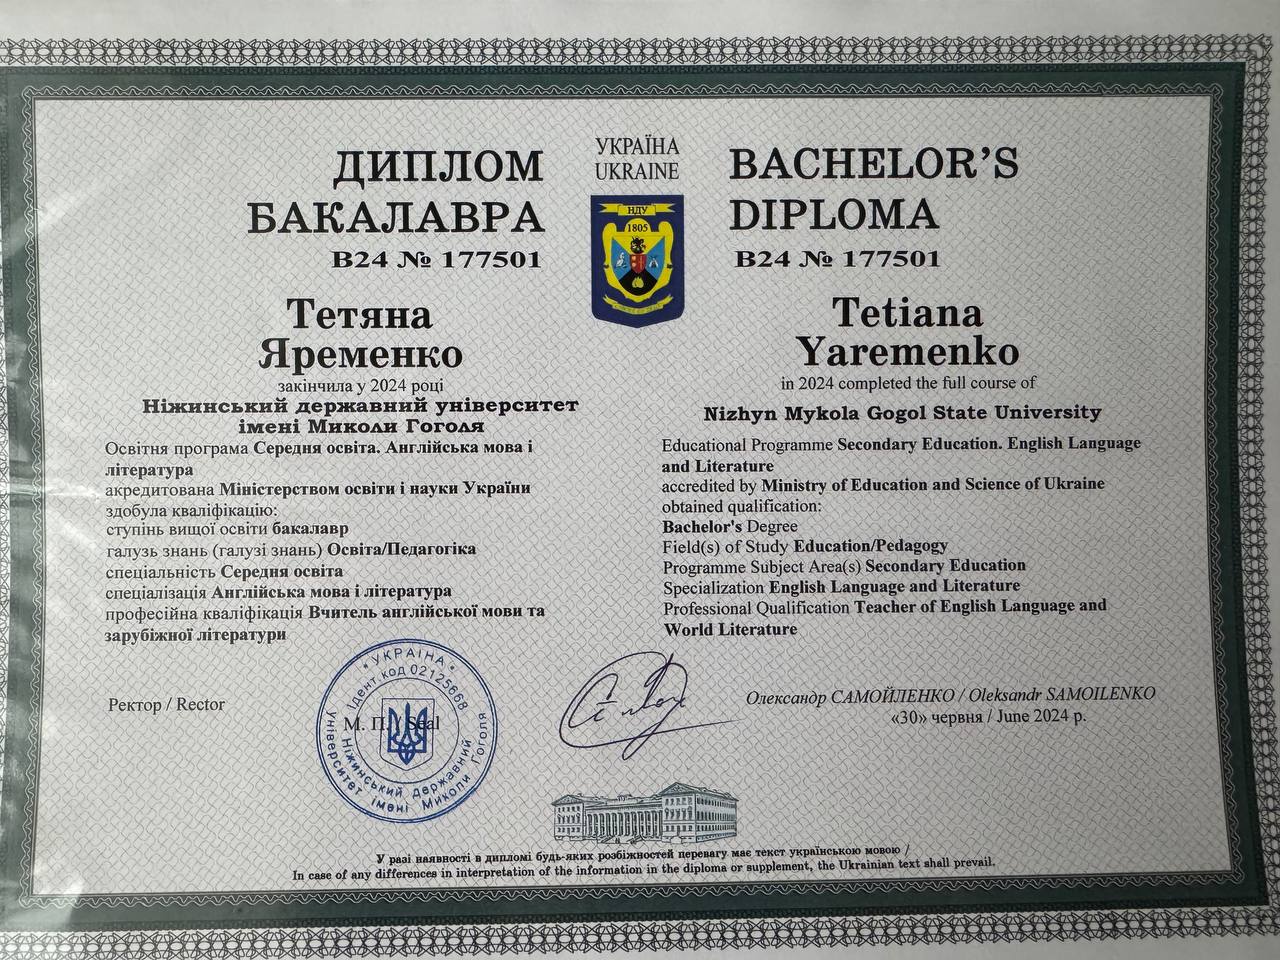 УКРАЇНА
UKRAINE
НДУ
1805
ДИПЛОМ
БАКАЛАВРА
B24 № 177501
Тетяна
Яременко
закінчила у 2024 році
Ніжинський державний університет
імені Миколи Гоголя
Освітня програма Середня освіта. Англійська мова і
література
акредитована Міністерством освіти і науки України
здобула кваліфікацію:
ступінь вищої освіти бакалавр
галузь знань (галузі знань) Освіта/Педагогіка
спеціальність Середня освіта
спеціалізація Англійська мова і література
професійна кваліфікація Вчитель англійської мови та
зарубіжної літератури
BACHELOR’S
DIPLOMA
B24 № 177501
Tetiana
Yaremenko
in 2024 completed the full course of
Nizhyn Mykola Gogol State University
Educational Programme Secondary Education. English Language
and Literature
accredited by Ministry of Education and Science of Ukraine
obtained qualification:
Bachelor's Degree
Field(s) of Study Education/Pedagogy
Programme Subject Area(s) Secondary Education
Specialization English Language and Literature
Professional Qualification Teacher of English Language and
World Literature
Ректор / Rector
М. П. / Seal
УКРАЇНА
Ідент. код 02125668
Ніжинський державний
університет імені Миколи Гоголя
Олександр САМОЙЛЕНКО / Oleksandr SAMOILENKO
«30» червня / June 2024 р.
У разі наявності в дипломі будь-яких розбіжностей перевагу має текст українською мовою /
In case of any differences in interpretation of the information in the diploma or supplement, the Ukrainian text shall prevail.